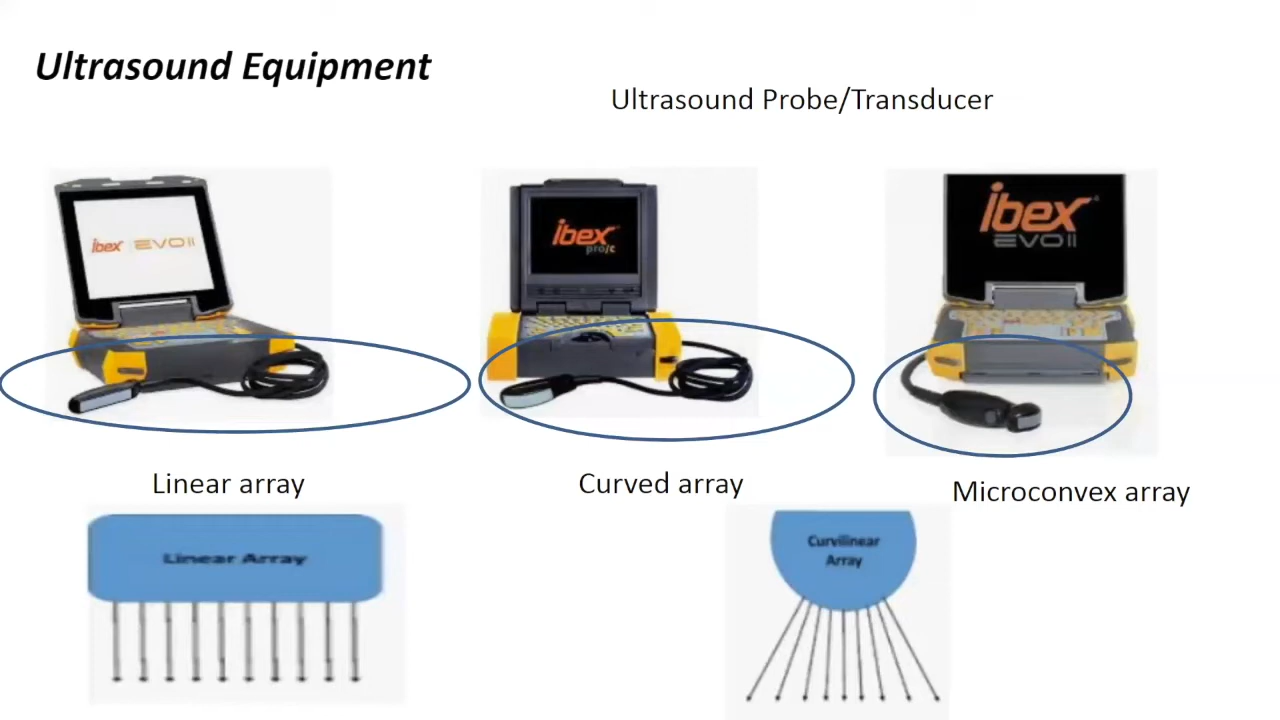 Ultrasound Equipment
Ultrasound Probe/Transducer
ibex EVO II
ibex
pro/c
ibex
EVO II
Linear array
Curved array
Microconvex array
Linear Array
Curvilinear
Array